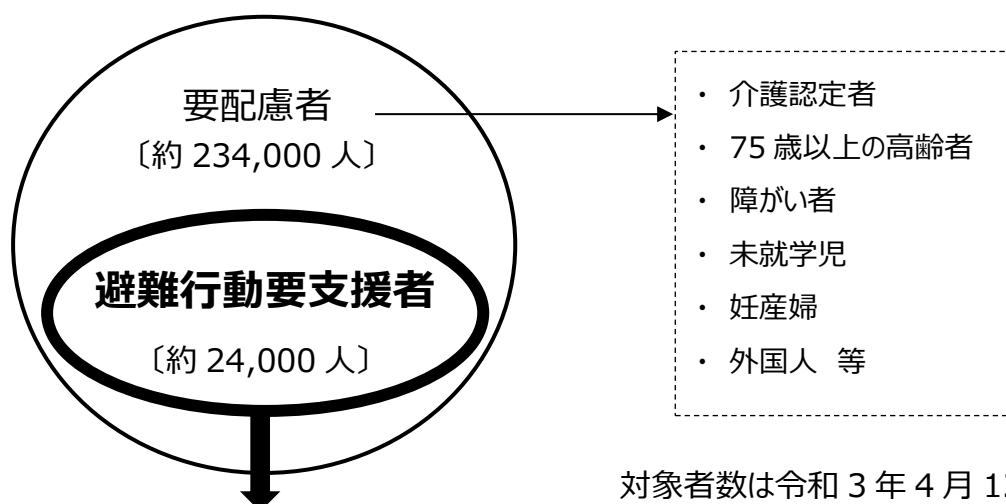 要配慮者
〔約 234,000 人〕
避難行動要支援者
〔約 24,000 人〕
・ 介護認定者
・ 75 歳以上の高齢者
・ 障がい者
・ 未就学児
・ 妊産婦
・ 外国人 等
対象者数は令和 3 年 4 月